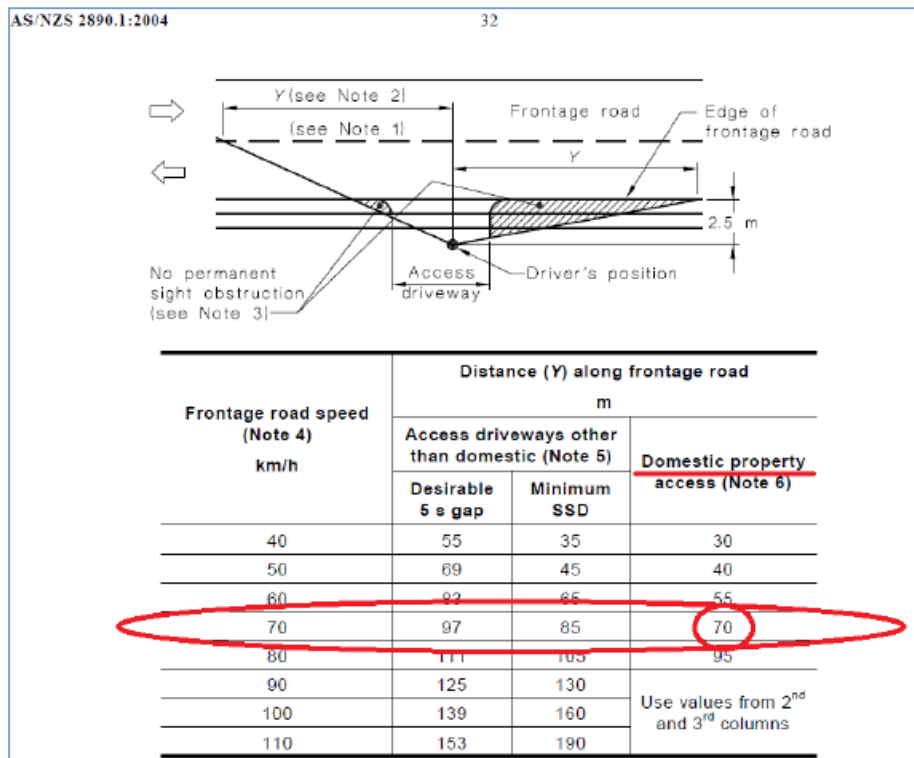 AS/NZS 2890.1:2004 32
Y (see Note 2)
(see Note 1)
Frontage road
Edge of
frontage road
Y
2.5 m
No permanent
sight obstruction
(see Note 3)
Access
driveway
Driver's position
Frontage road speed
(Note 4)
km/h
Distance (Y) along frontage road
m
Access driveways other
than domestic (Note 5)
Domestic property
access (Note 6)
Desirable
5 s gap
Minimum
SSD
40 55 35 30
50 69 45 40
60 83 65 55
70 97 85 70
80 111 105 95
90 125 130
100 139 160
110 153 190
Use values from 2nd
and 3rd columns